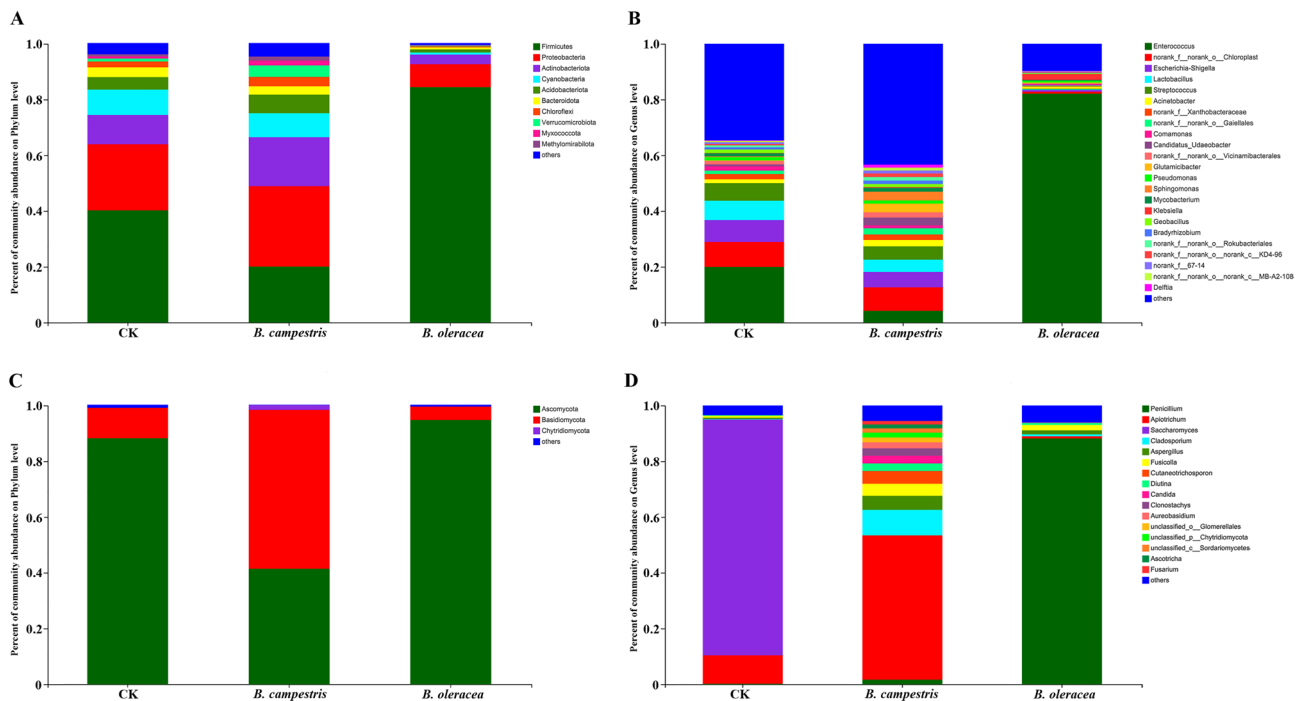 A
Percent of community abundance on Phylum level
1.0
0.8
0.6
0.4
0.2
0
CK
B. campestris
B. oleracea
Firmicutes
Proteobacteria
Actinobacteriota
Cyanobacteria
Acidobacteriota
Bacteroidota
Chloroflexi
Verrucomicrobiota
Myxococcota
Methylomirabilota
others
B
Percent of community abundance on Genus level
1.0
0.8
0.6
0.4
0.2
0
CK
B. campestris
B. oleracea
Enterococcus
norank_f__norank_o__Chloroplast
Escherichia-Shigella
Lactobacillus
Streptococcus
Acinetobacter
norank_f__Xanthobacteraceae
norank_f__norank_o__Gaiellales
Comamonas
Candidatus_Udaeobacter
norank_f__norank_o__Vicinamibacterales
Glutamicibacter
Pseudomonas
Sphingomonas
Mycobacterium
Klebsiella
Geobacillus
Bradyrhizobium
norank_f__norank_o__Rokubacteriales
norank_f__norank_o__norank_c__KD4-96
norank_f__67-14
norank_f__norank_o__norank_c__MB-A2-108
Delftia
others
C
Percent of community abundance on Phylum level
1.0
0.8
0.6
0.4
0.2
0
CK
B. campestris
B. oleracea
Ascomycota
Basidiomycota
Chytridiomycota
others
D
Percent of community abundance on Genus level
1.0
0.8
0.6
0.4
0.2
0
CK
B. campestris
B. oleracea
Penicillium
Apiotrichum
Saccharomyces
Cladosporium
Aspergillus
Fusicolla
Cutaneotrichosporon
Diutina
Candida
Clonostachys
Aureobasidium
unclassified_o__Glomerellales
unclassified_p__Chytridiomycota
unclassified_c__Sordariomycetes
Ascotricha
Fusarium
others